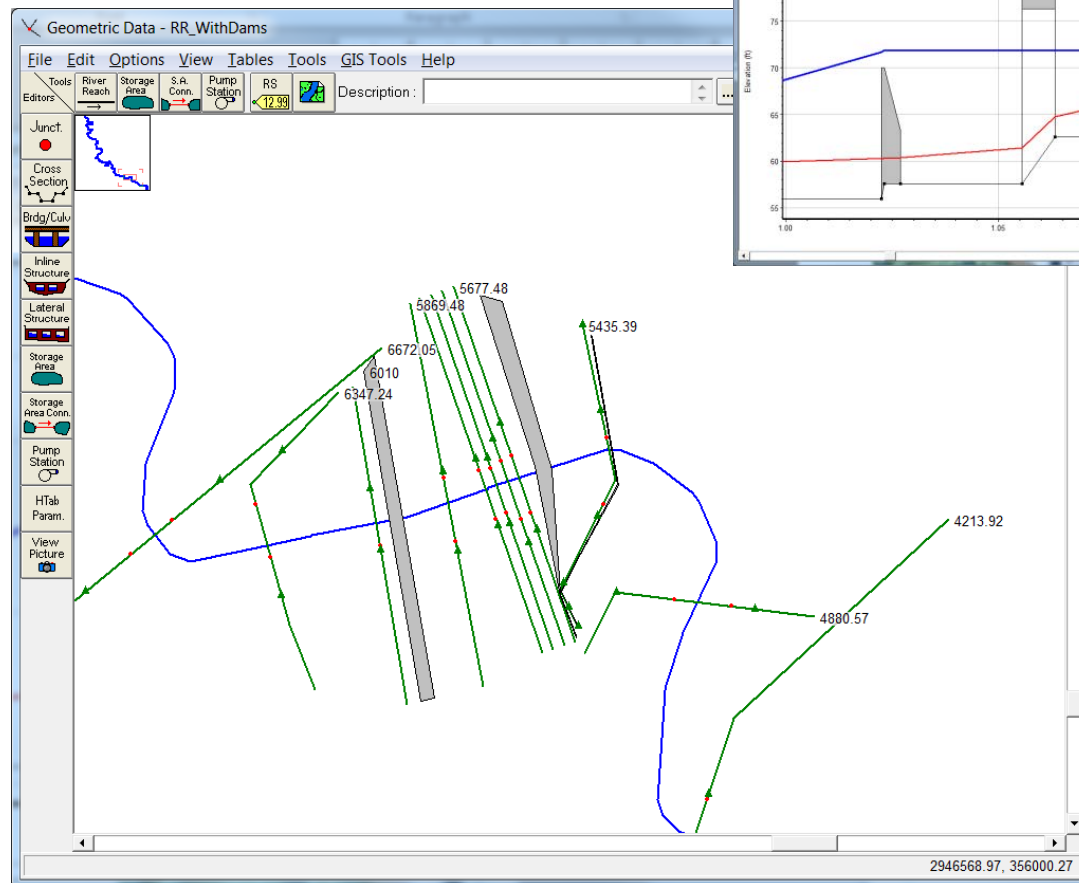 Geometric Data - RR_WithDams
File Edit Options View Tables Tools GIS Tools Help
Tools
Editors
River
Reach
Storage
Area
S.A.
Conn.
Pump
Station
RS
12.99
Description :
...
Junct.
Cross
Section
Brdg/Culv
Inline
Structure
Lateral
Structure
Storage
Area
Storage
Area Conn.
Pump
Station
HTab
Param.
View
Picture
5677.48
5869.48
5435.39
6672.05
6010
6347.24
4213.92
4880.57
2946568.97, 356000.27
Elevation (ft)
75
70
65
60
55
1.00
1.05